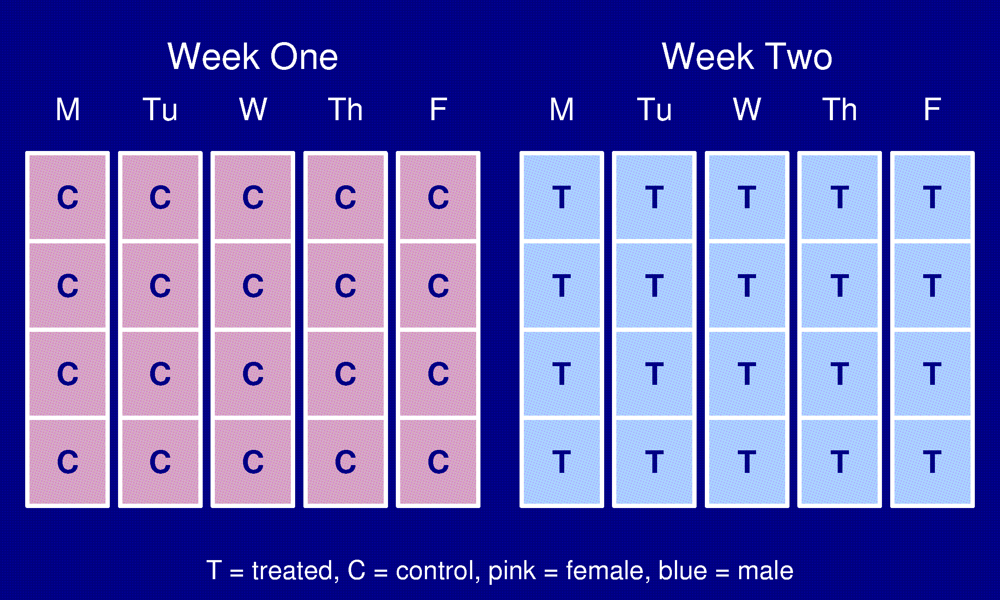 Week One Week Two
M Tu W Th F M Tu W Th F
C C C C C T T T T T
C C C C C T T T T T
C C C C C T T T T T
C C C C C T T T T T
T = treated, C = control, pink = female, blue = male